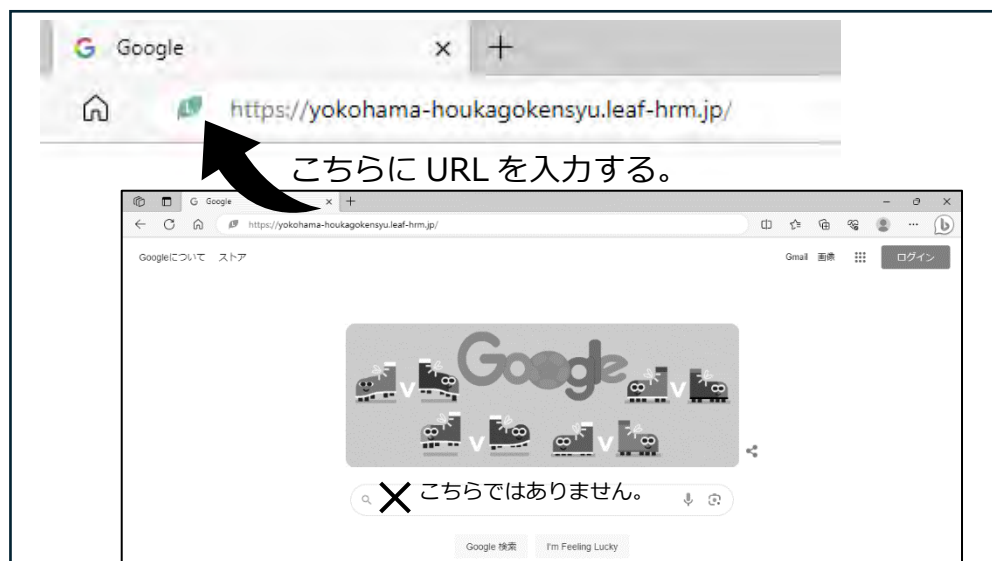 G Google × +
https://yokohama-houkagokensyu.leaf-hrm.jp/
こちらに URL を入力する。
G Google × +
https://yokohama-houkagokensyu.leaf-hrm.jp/
Googleについて ストア Gmail 画像 ログイン
Google
V V
V V
こちらではありません。
Google 検索 I'm Feeling Lucky